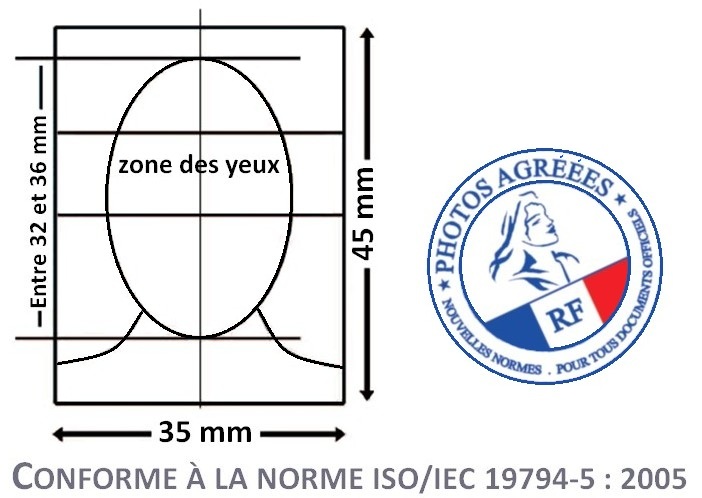 zone des yeux
Entre 32 et 36 mm
45 mm
35 mm
PHOTOS AGRÉÉES
RF
NOUVELLES NORMES . POUR TOUS DOCUMENTS OFFICIELS
CONFORME À LA NORME ISO/IEC 19794-5 : 2005